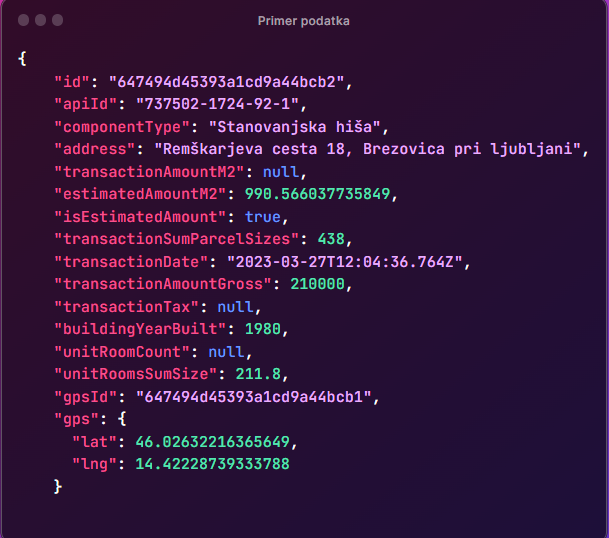 Primer podatka
{
"id": "647494d45393a1cd9a44bcb2",
"apiId": "737502-1724-92-1",
"componentType": "Stanovanjska hiša",
"address": "Remškarjeva cesta 18, Brezovica pri ljubljani",
"transactionAmountM2": null,
"estimatedAmountM2": 990.566037735849,
"isEstimatedAmount": true,
"transactionSumParcelSizes": 438,
"transactionDate": "2023-03-27T12:04:36.764Z",
"transactionAmountGross": 210000,
"transactionTax": null,
"buildingYearBuilt": 1980,
"unitRoomCount": null,
"unitRoomsSumSize": 211.8,
"gpsId": "647494d45393a1cd9a44bcb1",
"gps": {
"lat": 46.02632216365649,
"lng": 14.42228739333788
}